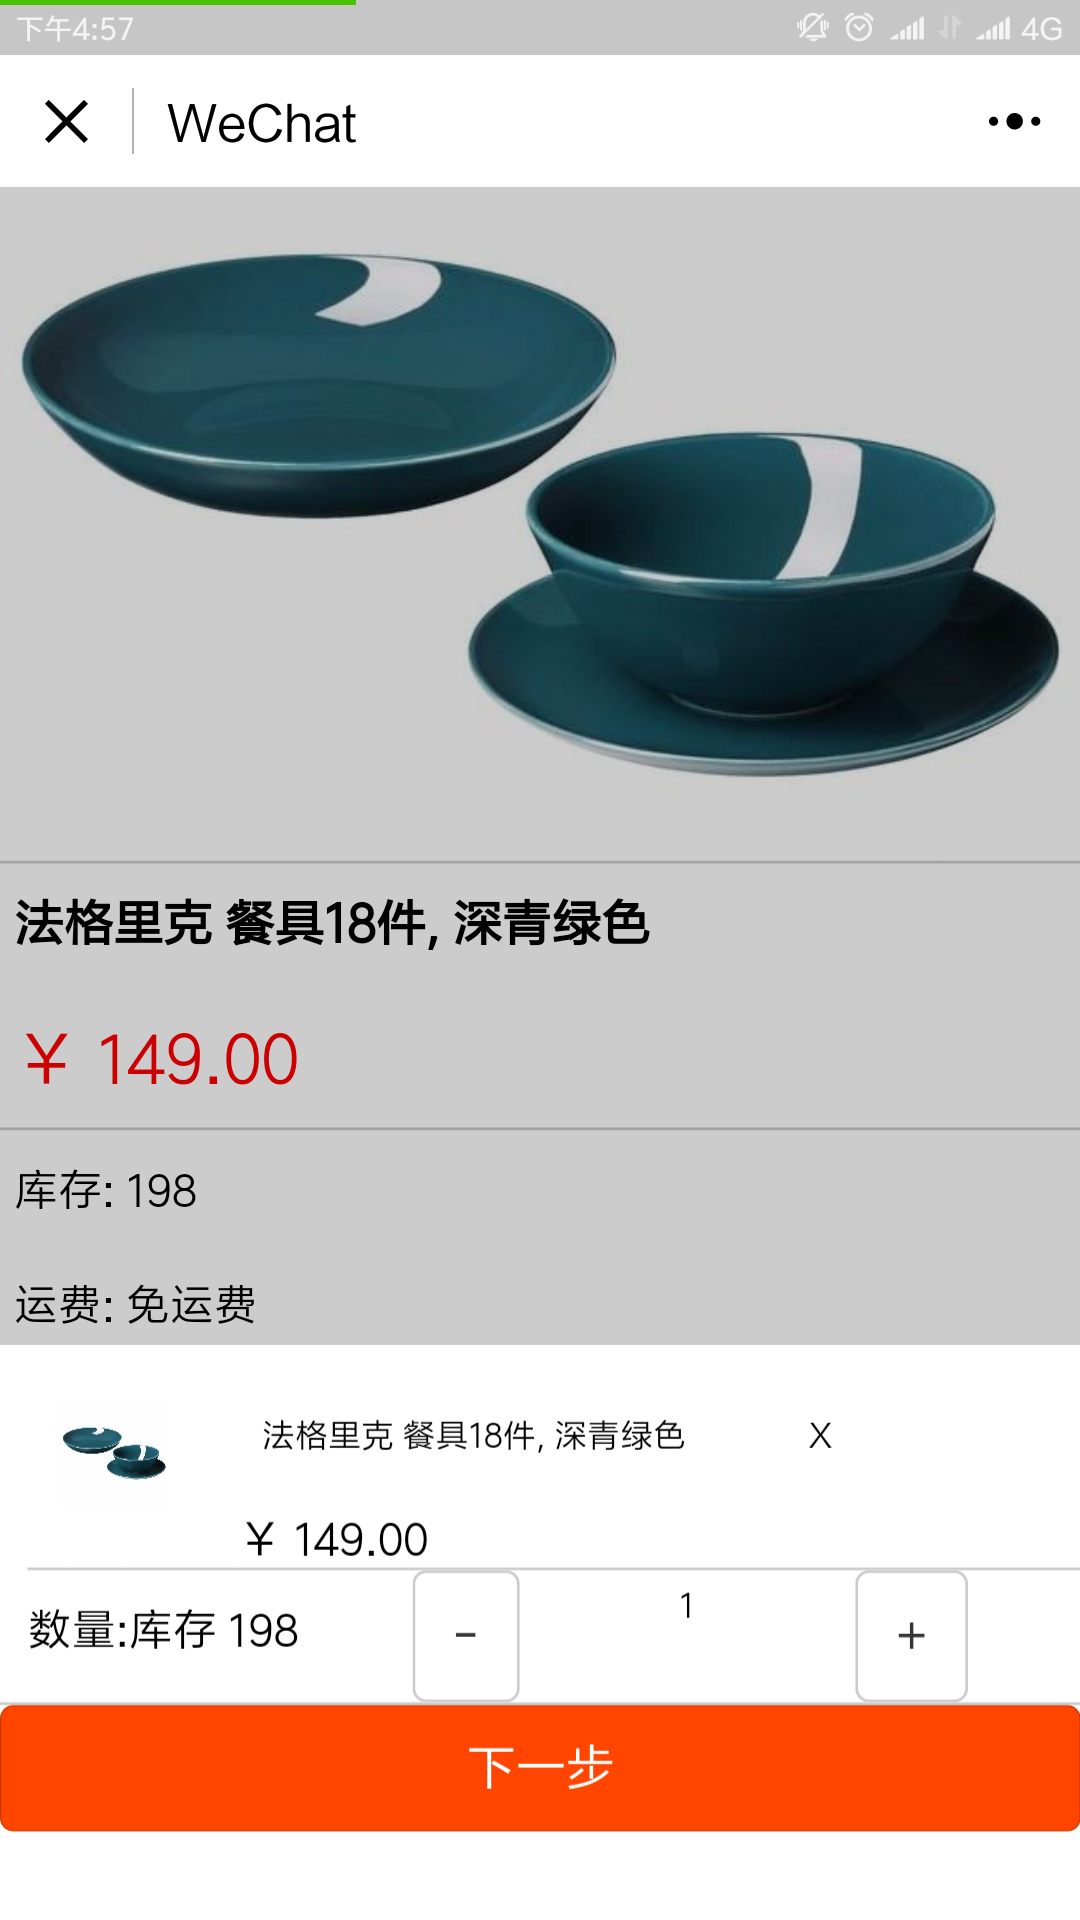 下午4:57 4G
WeChat
法格里克 餐具18件, 深青绿色
¥ 149.00
库存: 198
运费: 免运费
法格里克 餐具18件, 深青绿色 X
¥ 149.00
数量:库存 198 - 1 +
下一步